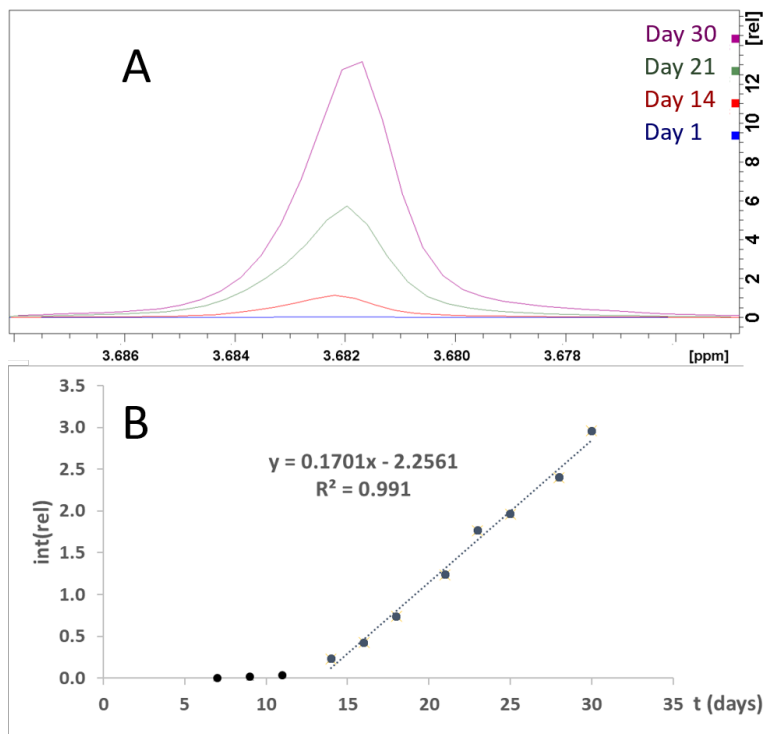 A
Day 30
Day 21
Day 14
Day 1
[rel]
12
10
8
6
4
2
0
3.686 3.684 3.682 3.680 3.678 [ppm]
B
y = 0.1701x - 2.2561
R² = 0.991
int(rel)
3.5
3.0
2.5
2.0
1.5
1.0
0.5
0.0
0 5 10 15 20 25 30 35
t (days)